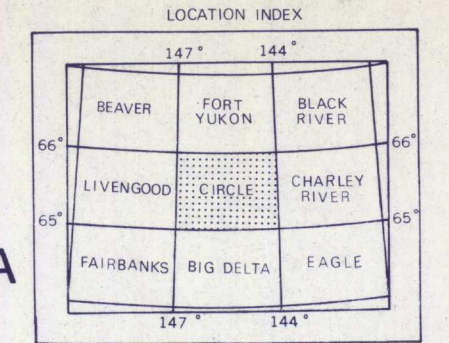 LOCATION INDEX
147° 144°
BEAVER FORT YUKON BLACK RIVER
66° 66°
LIVENGOOD CIRCLE CHARLEY RIVER
65° 65°
A
FAIRBANKS BIG DELTA EAGLE
147° 144°